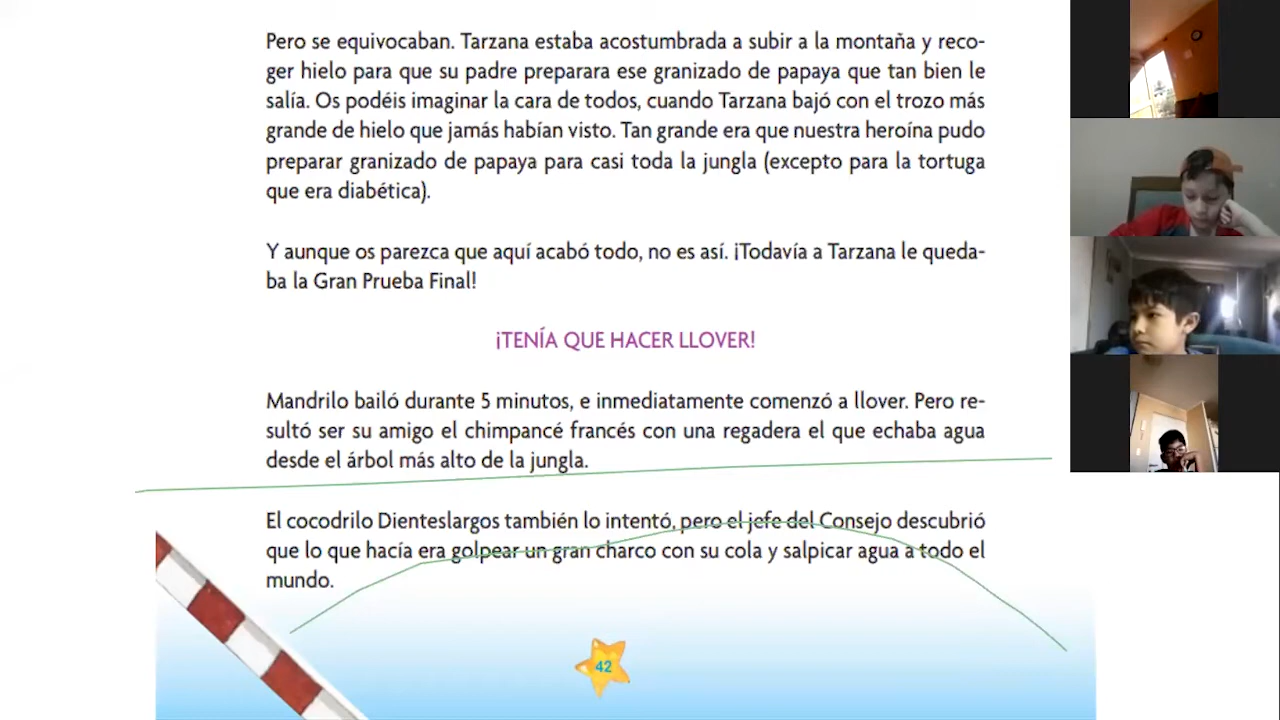 Pero se equivocaban. Tarzana estaba acostumbrada a subir a la montaña y reco-
ger hielo para que su padre preparara ese granizado de papaya que tan bien le
salía. Os podéis imaginar la cara de todos, cuando Tarzana bajó con el trozo más
grande de hielo que jamás habían visto. Tan grande era que nuestra heroína pudo
preparar granizado de papaya para casi toda la jungla (excepto para la tortuga
que era diabética).
Y aunque os parezca que aquí acabó todo, no es así. ¡Todavía a Tarzana le queda-
ba la Gran Prueba Final!
¡TENÍA QUE HACER LLOVER!
Mandrilo bailó durante 5 minutos, e inmediatamente comenzó a llover. Pero re-
sultó ser su amigo el chimpancé francés con una regadera el que echaba agua
desde el árbol más alto de la jungla.
El cocodrilo Dienteslargos también lo intentó, pero el jefe del Consejo descubrió
que lo que hacía era golpear un gran charco con su cola y salpicar agua a todo el
mundo.
42